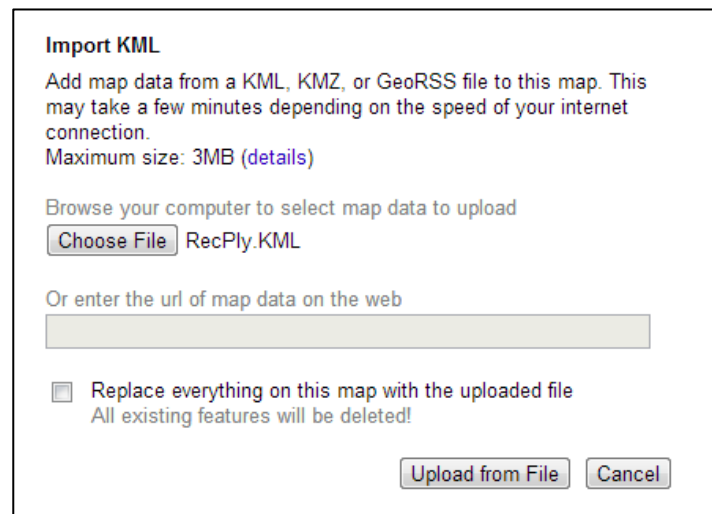 Import KML
Add map data from a KML, KMZ, or GeoRSS file to this map. This
may take a few minutes depending on the speed of your internet
connection.
Maximum size: 3MB (details)
Browse your computer to select map data to upload
Choose File RecPly.KML
Or enter the url of map data on the web
Replace everything on this map with the uploaded file
All existing features will be deleted!
Upload from File Cancel